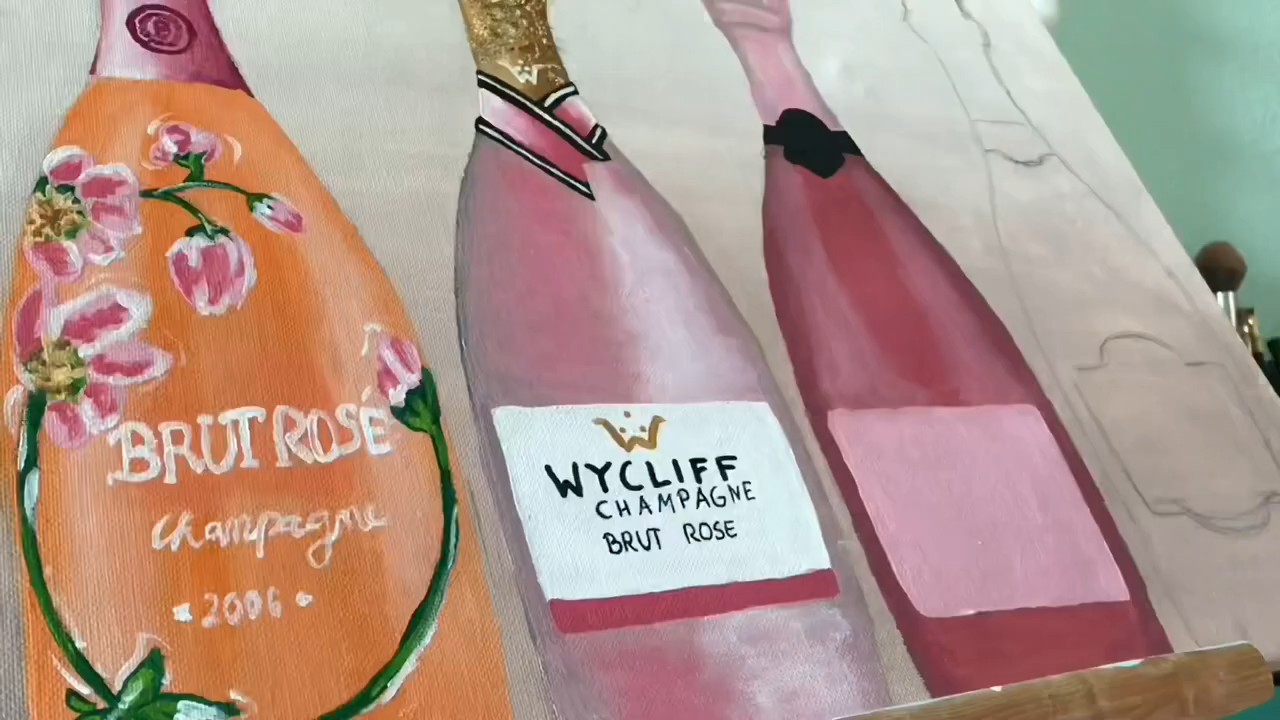 BRUT ROSÉ
champagne
2006
W
W
WYCLIFF
CHAMPAGNE
BRUT ROSE